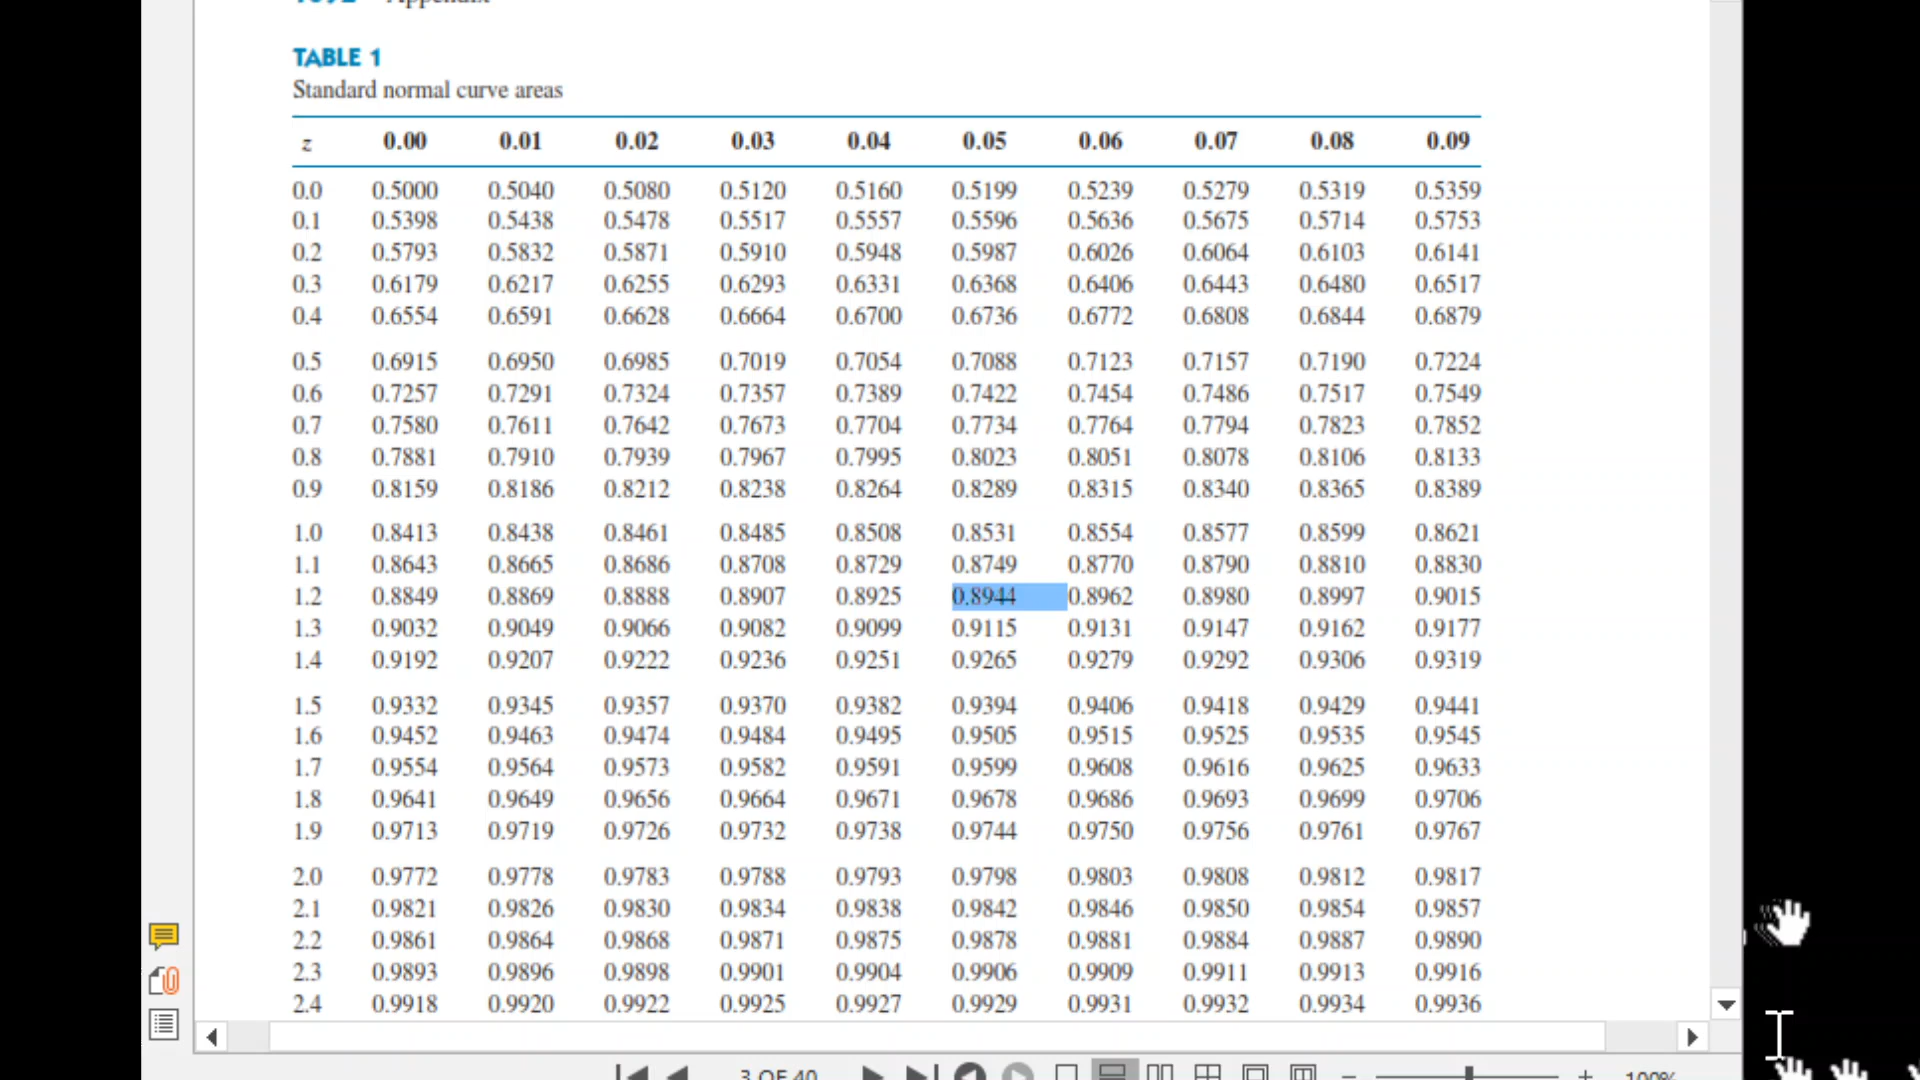 Appendix
TABLE 1
Standard normal curve areas
z 0.00 0.01 0.02 0.03 0.04 0.05 0.06 0.07 0.08 0.09
0.0 0.5000 0.5040 0.5080 0.5120 0.5160 0.5199 0.5239 0.5279 0.5319 0.5359
0.1 0.5398 0.5438 0.5478 0.5517 0.5557 0.5596 0.5636 0.5675 0.5714 0.5753
0.2 0.5793 0.5832 0.5871 0.5910 0.5948 0.5987 0.6026 0.6064 0.6103 0.6141
0.3 0.6179 0.6217 0.6255 0.6293 0.6331 0.6368 0.6406 0.6443 0.6480 0.6517
0.4 0.6554 0.6591 0.6628 0.6664 0.6700 0.6736 0.6772 0.6808 0.6844 0.6879
0.5 0.6915 0.6950 0.6985 0.7019 0.7054 0.7088 0.7123 0.7157 0.7190 0.7224
0.6 0.7257 0.7291 0.7324 0.7357 0.7389 0.7422 0.7454 0.7486 0.7517 0.7549
0.7 0.7580 0.7611 0.7642 0.7673 0.7704 0.7734 0.7764 0.7794 0.7823 0.7852
0.8 0.7881 0.7910 0.7939 0.7967 0.7995 0.8023 0.8051 0.8078 0.8106 0.8133
0.9 0.8159 0.8186 0.8212 0.8238 0.8264 0.8289 0.8315 0.8340 0.8365 0.8389
1.0 0.8413 0.8438 0.8461 0.8485 0.8508 0.8531 0.8554 0.8577 0.8599 0.8621
1.1 0.8643 0.8665 0.8686 0.8708 0.8729 0.8749 0.8770 0.8790 0.8810 0.8830
1.2 0.8849 0.8869 0.8888 0.8907 0.8925 0.8944 0.8962 0.8980 0.8997 0.9015
1.3 0.9032 0.9049 0.9066 0.9082 0.9099 0.9115 0.9131 0.9147 0.9162 0.9177
1.4 0.9192 0.9207 0.9222 0.9236 0.9251 0.9265 0.9279 0.9292 0.9306 0.9319
1.5 0.9332 0.9345 0.9357 0.9370 0.9382 0.9394 0.9406 0.9418 0.9429 0.9441
1.6 0.9452 0.9463 0.9474 0.9484 0.9495 0.9505 0.9515 0.9525 0.9535 0.9545
1.7 0.9554 0.9564 0.9573 0.9582 0.9591 0.9599 0.9608 0.9616 0.9625 0.9633
1.8 0.9641 0.9649 0.9656 0.9664 0.9671 0.9678 0.9686 0.9693 0.9699 0.9706
1.9 0.9713 0.9719 0.9726 0.9732 0.9738 0.9744 0.9750 0.9756 0.9761 0.9767
2.0 0.9772 0.9778 0.9783 0.9788 0.9793 0.9798 0.9803 0.9808 0.9812 0.9817
2.1 0.9821 0.9826 0.9830 0.9834 0.9838 0.9842 0.9846 0.9850 0.9854 0.9857
2.2 0.9861 0.9864 0.9868 0.9871 0.9875 0.9878 0.9881 0.9884 0.9887 0.9890
2.3 0.9893 0.9896 0.9898 0.9901 0.9904 0.9906 0.9909 0.9911 0.9913 0.9916
2.4 0.9918 0.9920 0.9922 0.9925 0.9927 0.9929 0.9931 0.9932 0.9934 0.9936
3 OF 40 100%